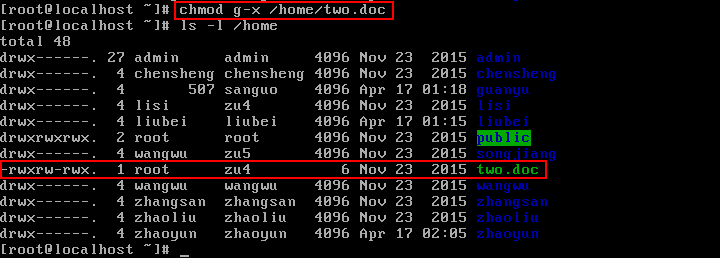 [root@localhost ~]# chmod g-x /home/two.doc
[root@localhost ~]# ls -l /home
total 48
drwx------. 27 admin admin 4096 Nov 23 2015 admin
drwx------. 4 chensheng chensheng 4096 Nov 23 2015 chensheng
drwx------. 4 507 sanguo 4096 Apr 17 01:18 guanyu
drwx------. 4 lisi zu4 4096 Nov 23 2015 lisi
drwx------. 4 liubei liubei 4096 Apr 17 01:15 liubei
drwxrwxrwx. 2 root root 4096 Nov 23 2015 public
drwx------. 4 wangwu zu5 4096 Nov 23 2015 songjiang
-rwxrw-rwx. 1 root zu4 6 Nov 23 2015 two.doc
drwx------. 4 wangwu wangwu 4096 Nov 23 2015 wangwu
drwx------. 4 zhangsan zhangsan 4096 Nov 23 2015 zhangsan
drwx------. 4 zhaoliu zhaoliu 4096 Nov 23 2015 zhaoliu
drwx------. 4 zhaoyun zhaoyun 4096 Apr 17 02:05 zhaoyun
[root@localhost ~]# _